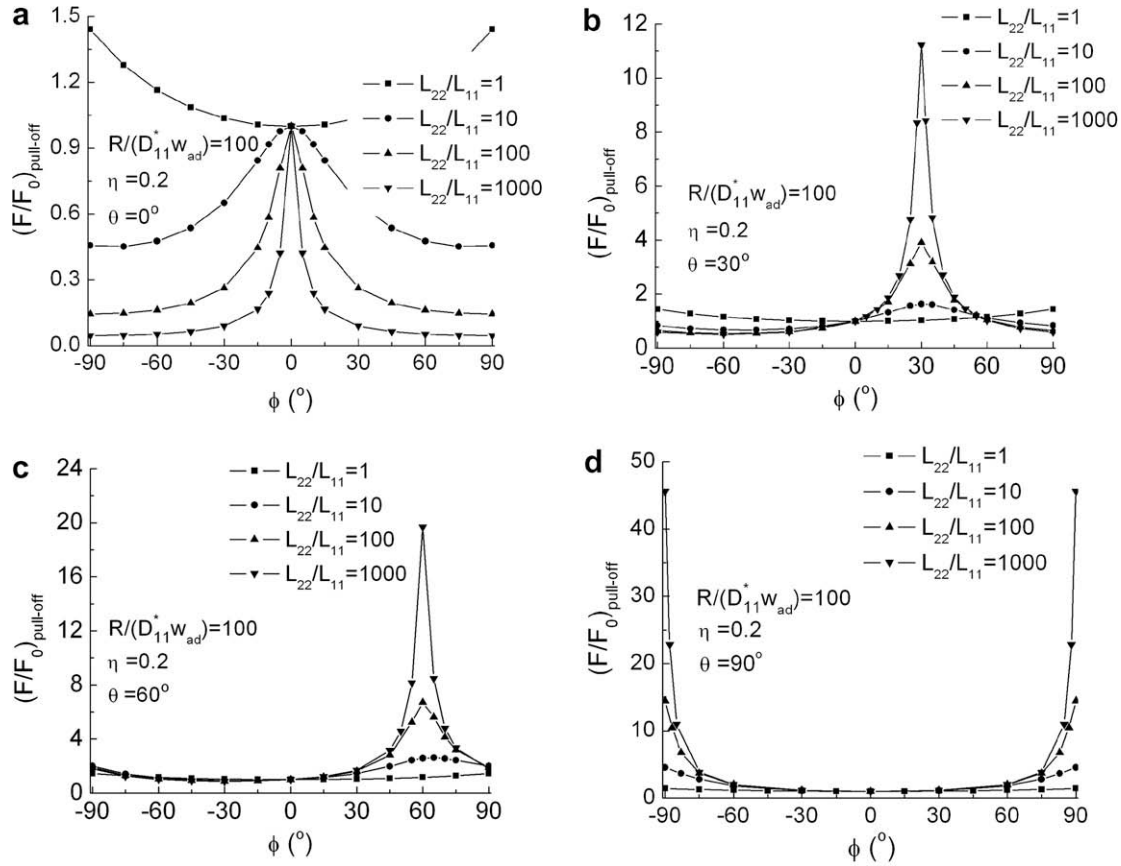 a
1.5
1.2
0.9
0.6
0.3
0.0
(F/F₀)pull-off
L₂₂/L₁₁=1
L₂₂/L₁₁=10
L₂₂/L₁₁=100
L₂₂/L₁₁=1000
R/(D*₁₁w_ad)=100
η =0.2
θ =0°
-90 -60 -30 0 30 60 90
ϕ (°)
b
12
10
8
6
4
2
0
(F/F₀)pull-off
L₂₂/L₁₁=1
L₂₂/L₁₁=10
L₂₂/L₁₁=100
L₂₂/L₁₁=1000
R/(D*₁₁w_ad)=100
η =0.2
θ =30°
-90 -60 -30 0 30 60 90
ϕ (°)
c
24
20
16
12
8
4
0
(F/F₀)pull-off
L₂₂/L₁₁=1
L₂₂/L₁₁=10
L₂₂/L₁₁=100
L₂₂/L₁₁=1000
R/(D*₁₁w_ad)=100
η =0.2
θ =60°
-90 -60 -30 0 30 60 90
ϕ (°)
d
50
40
30
20
10
0
(F/F₀)pull-off
L₂₂/L₁₁=1
L₂₂/L₁₁=10
L₂₂/L₁₁=100
L₂₂/L₁₁=1000
R/(D*₁₁w_ad)=100
η =0.2
θ =90°
-90 -60 -30 0 30 60 90
ϕ (°)